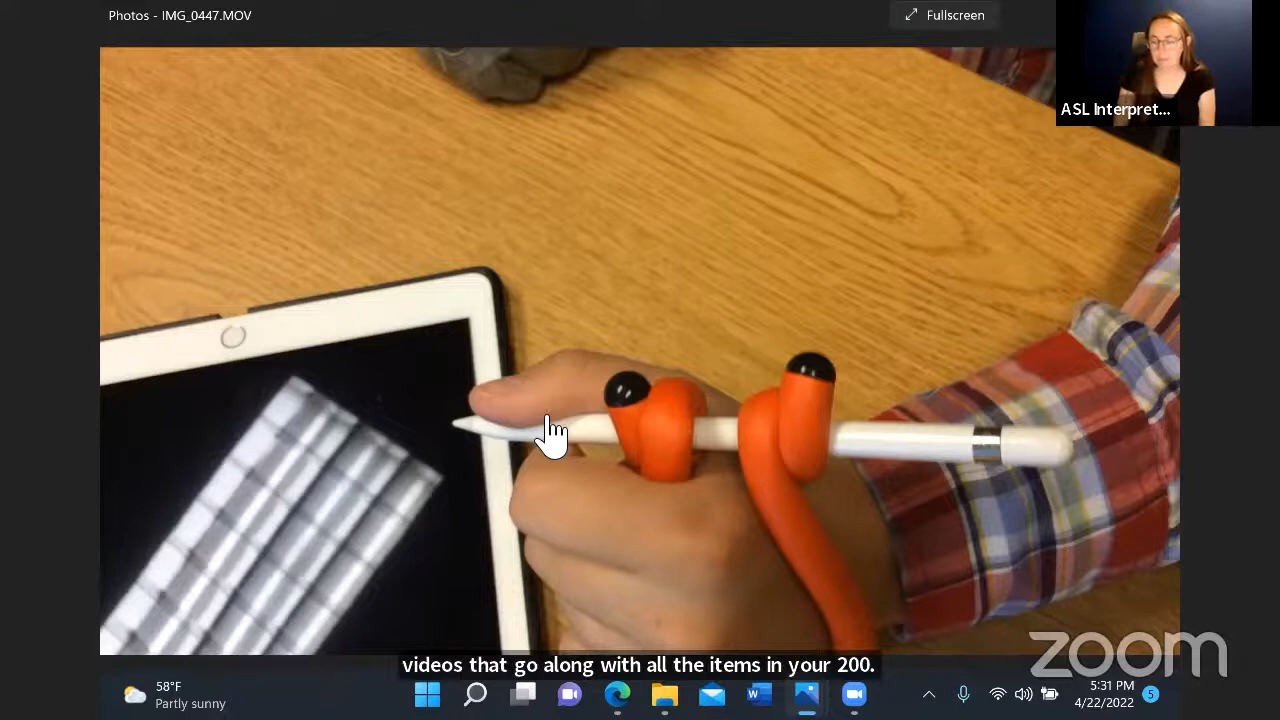 Photos - IMG_0447.MOV
Fullscreen
ASL Interpret...
videos that go along with all the items in your 200.
zoom
58°F
Partly sunny
5:31 PM
4/22/2022
5